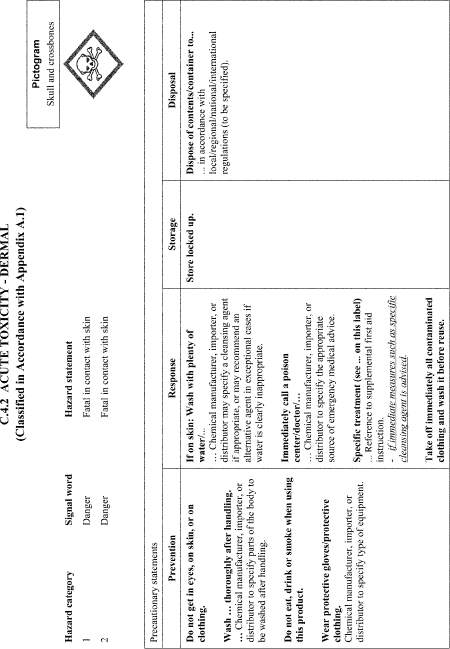 C.4.2 ACUTE TOXICITY - DERMAL
(Classified in Accordance with Appendix A.1)
Pictogram
Skull and crossbones
Hazard category Signal word Hazard statement
1 Danger Fatal in contact with skin
2 Danger Fatal in contact with skin
Precautionary statements
Prevention Response Storage Disposal
Do not get in eyes, on skin, or on
clothing.
Wash … thoroughly after handling.
… Chemical manufacturer, importer, or
distributor to specify parts of the body to
be washed after handling.
Do not eat, drink or smoke when using
this product.
Wear protective gloves/protective
clothing.
Chemical manufacturer, importer, or
distributor to specify type of equipment.
If on skin: Wash with plenty of
water/…
… Chemical manufacturer, importer, or
distributor may specify a cleansing agent
if appropriate, or may recommend an
alternative agent in exceptional cases if
water is clearly inappropriate.
Immediately call a poison
center/doctor/…
… Chemical manufacturer, importer, or
distributor to specify the appropriate
source of emergency medical advice.
Specific treatment (see ... on this label)
... Reference to supplemental first aid
instruction.
- if immediate measures such as specific
cleansing agent is advised.
Take off immediately all contaminated
clothing and wash it before reuse.
Store locked up.
Dispose of contents/container to...
... in accordance with
local/regional/national/international
regulations (to be specified).